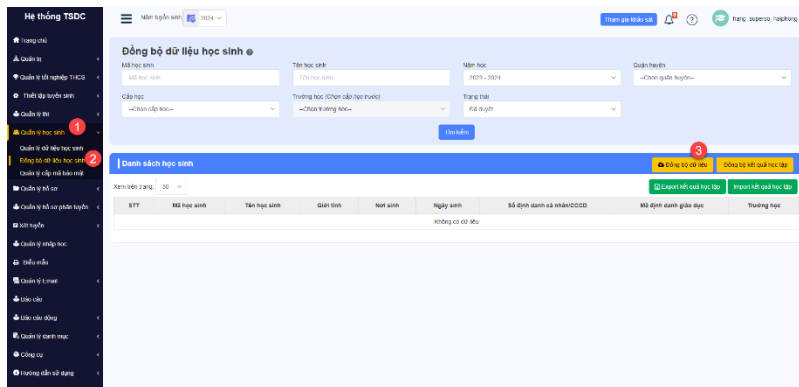 Hệ thống TSDC
Năm tuyển sinh 2024
Tham gia khảo sát
hang_superso_haiphong
Trang chủ
Quản trị
Quản lý tốt nghiệp THCS
Thiết lập tuyển sinh
Quản lý thi
Quản lý học sinh 1
Quản lý dữ liệu học sinh
Đồng bộ dữ liệu học sinh 2
Quản lý cấp mã bảo mật
Quản lý hồ sơ
Quản lý hồ sơ phân tuyến
Xét tuyển
Quản lý nhập học
Biểu mẫu
Quản lý Email
Báo cáo
Báo cáo động
Quản lý danh mục
Công cụ
Hướng dẫn sử dụng
Đồng bộ dữ liệu học sinh
Mã học sinh Tên học sinh Năm học Quận huyện
Mã học sinh Tên học sinh 2023 - 2024 --Chọn quận huyện--
Cấp học Trường học (Chọn cấp học trước) Trạng thái
--Chọn cấp học-- --Chọn trường học-- Đã duyệt
Tìm kiếm
3
Danh sách học sinh Đồng bộ dữ liệu Đồng bộ kết quả học tập
Xem trên trang: 50 Export kết quả học tập Import kết quả học tập
STT Mã học sinh Tên học sinh Giới tính Nơi sinh Ngày sinh Số định danh cá nhân/CCCD Mã định danh giáo dục Trường học
Không có dữ liệu